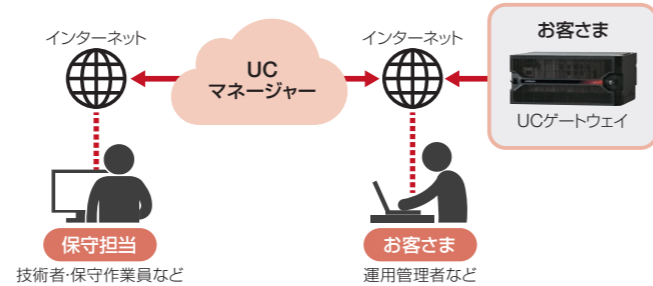 インターネット
UC
マネージャー
インターネット
お客さま
UCゲートウェイ
保守担当
技術者・保守作業員など
お客さま
運用管理者など